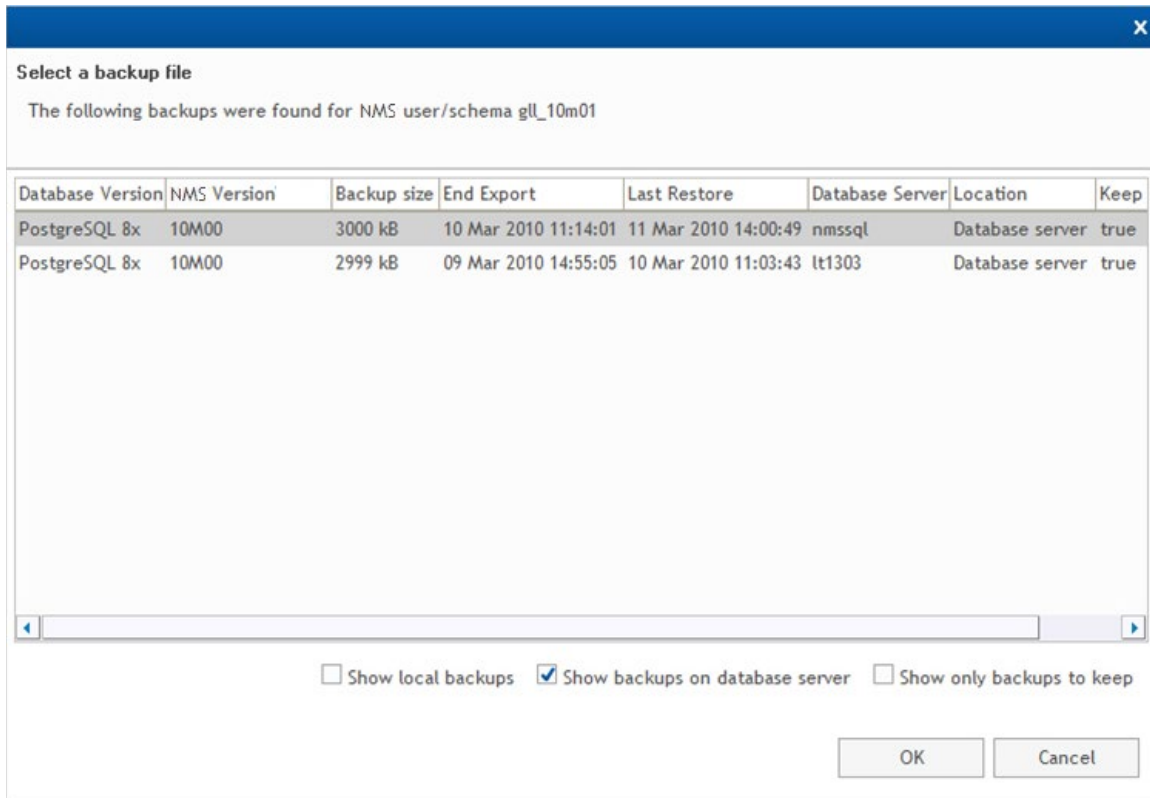 X
Select a backup file
The following backups were found for NMS user/schema gll_10m01
Database Version NMS Version Backup size End Export Last Restore Database Server Location Keep
PostgreSQL 8x 10M00 3000 kB 10 Mar 2010 11:14:01 11 Mar 2010 14:00:49 nmssql Database server true
PostgreSQL 8x 10M00 2999 kB 09 Mar 2010 14:55:05 10 Mar 2010 11:03:43 lt1303 Database server true
Show local backups Show backups on database server Show only backups to keep
OK Cancel